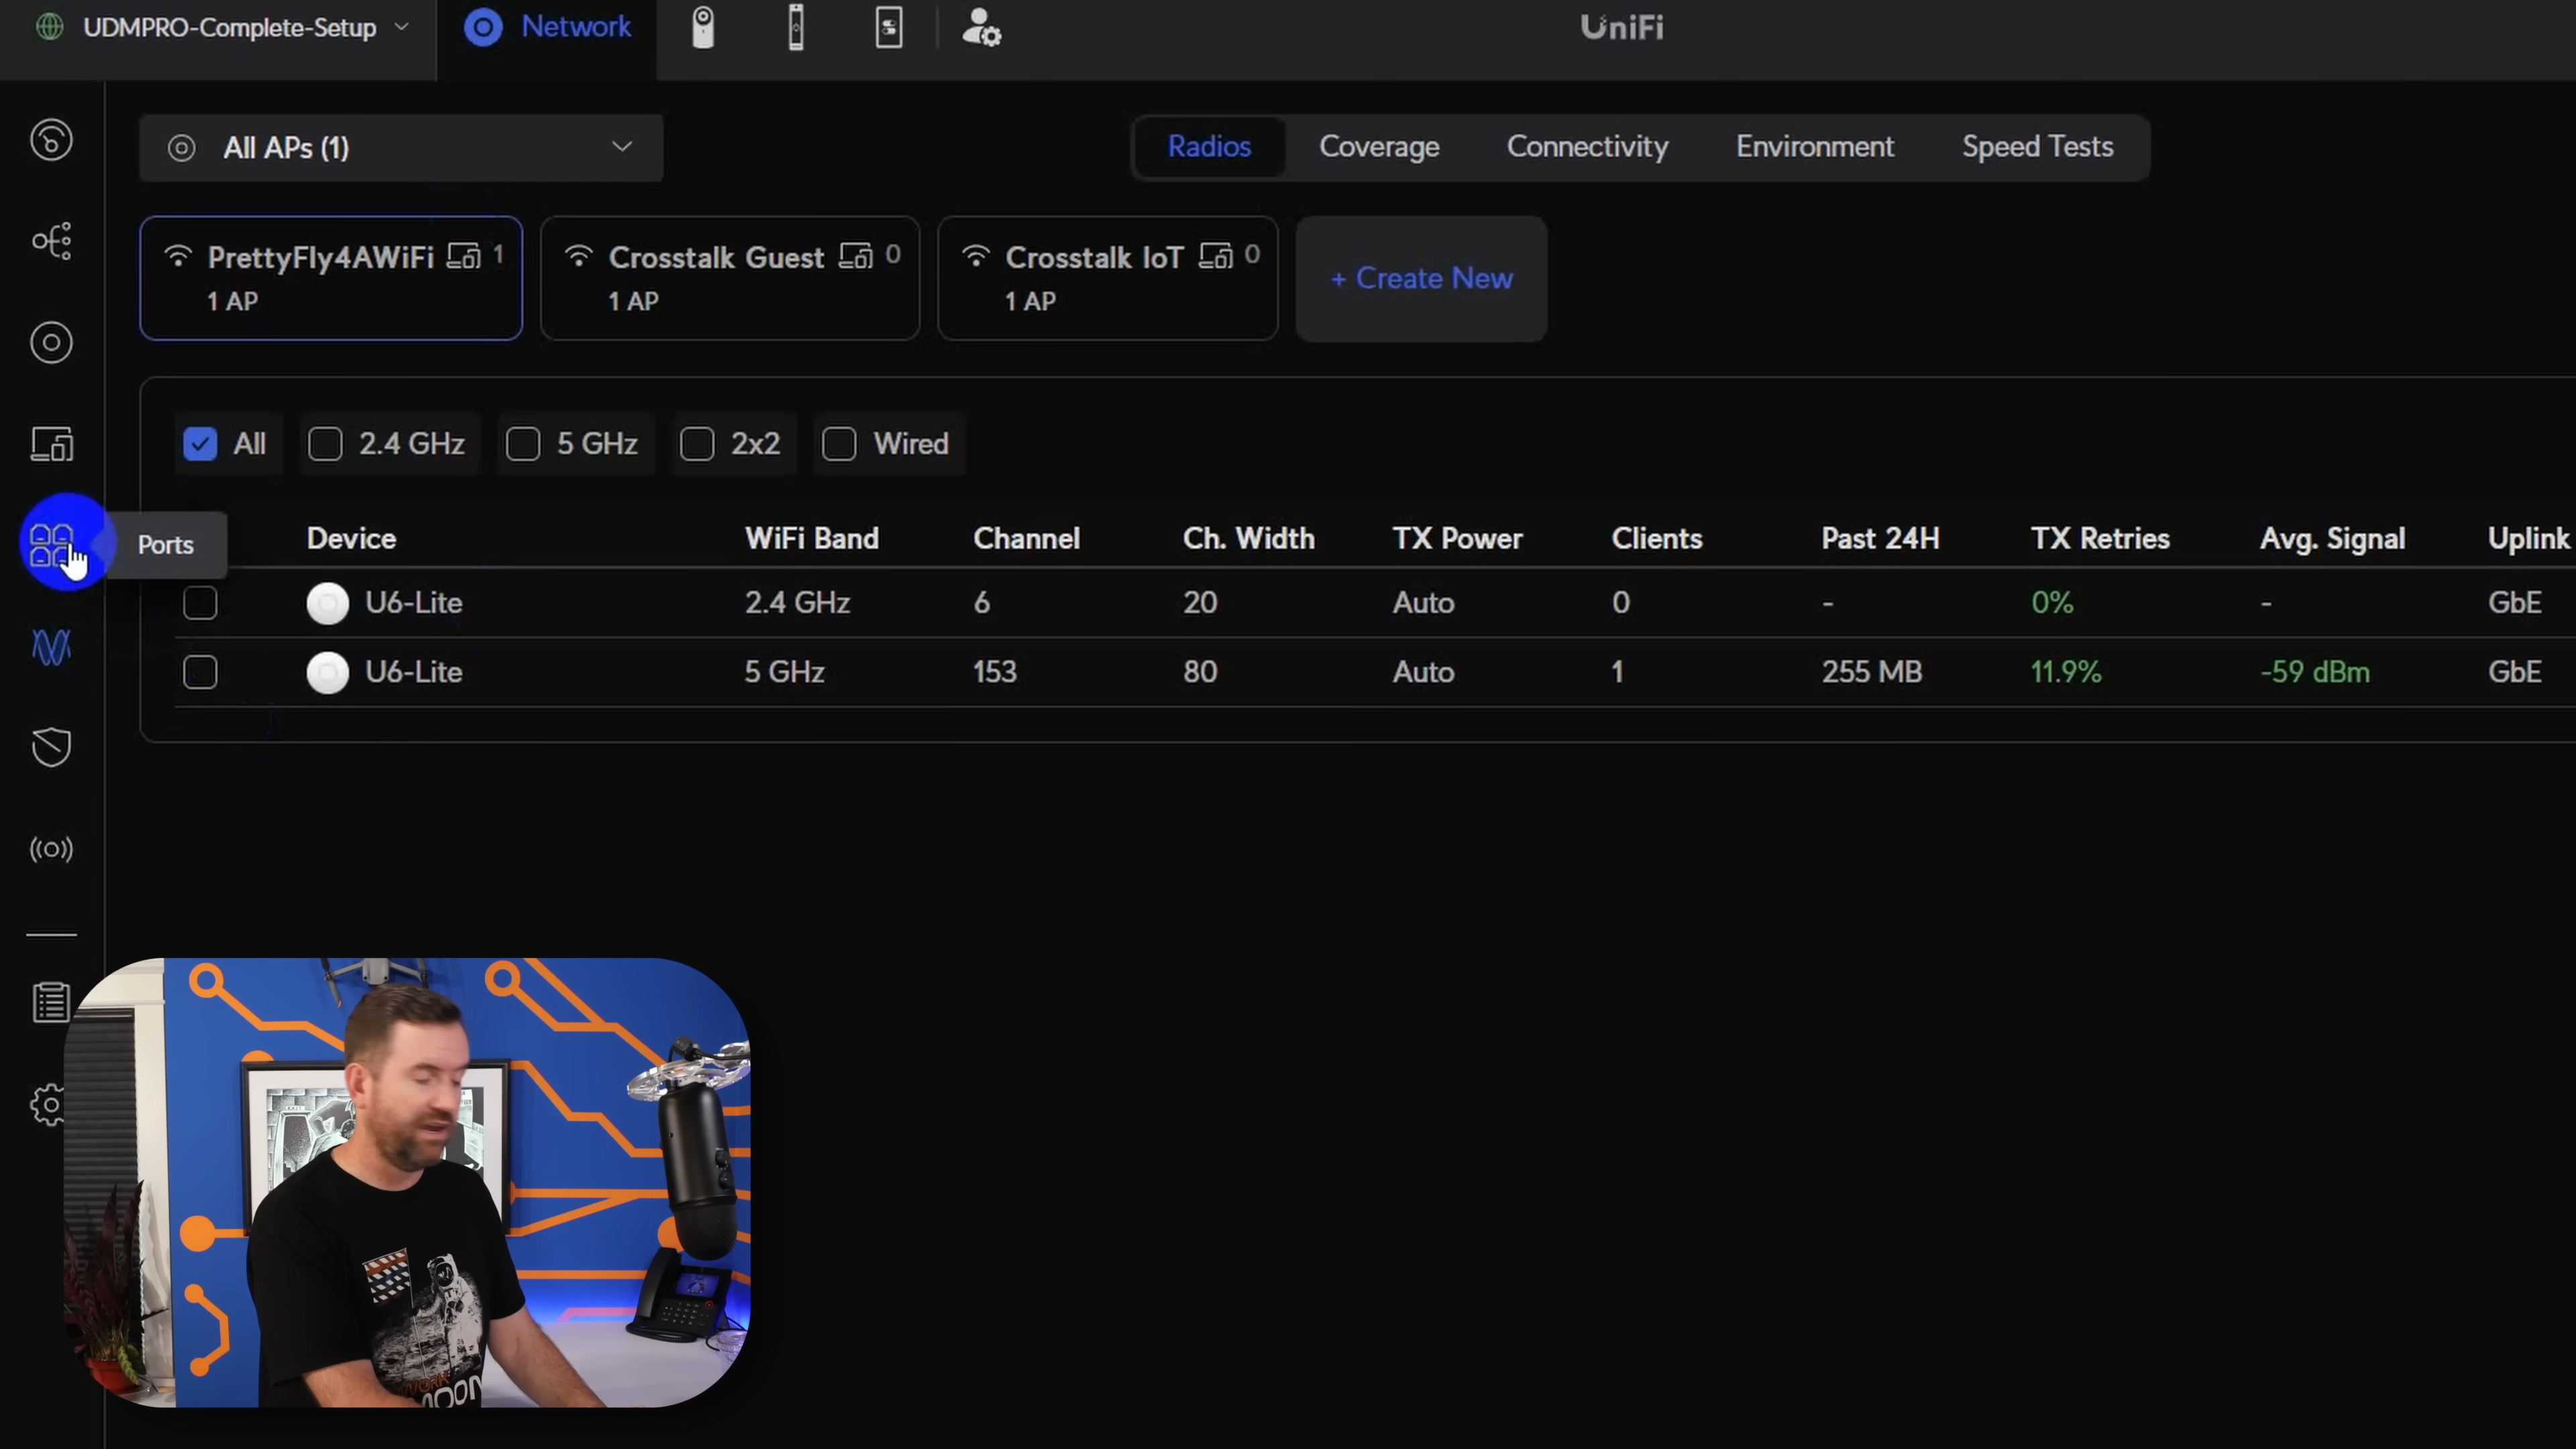 UDMPRO-Complete-Setup
Network
UniFi
All APs (1)
Radios
Coverage
Connectivity
Environment
Speed Tests
PrettyFly4AWiFi 1
1 AP
Crosstalk Guest 0
1 AP
Crosstalk IoT 0
1 AP
+ Create New
All
2.4 GHz
5 GHz
2x2
Wired
Ports
Device WiFi Band Channel Ch. Width TX Power Clients Past 24H TX Retries Avg. Signal Uplink
U6-Lite 2.4 GHz 6 20 Auto 0 - 0% - GbE
U6-Lite 5 GHz 153 80 Auto 1 255 MB 11.9% -59 dBm GbE
MOON